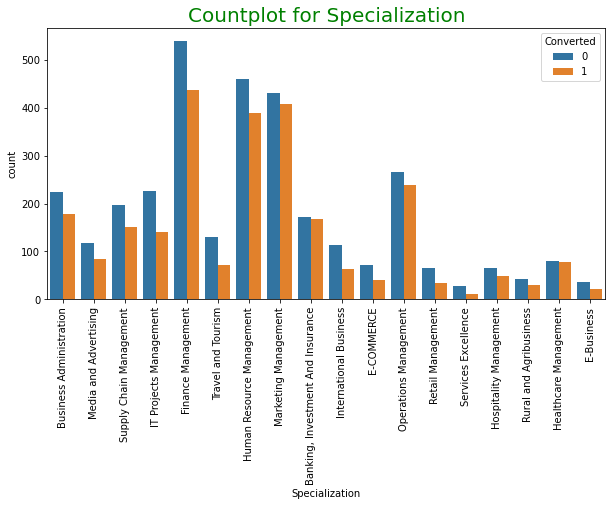 Countplot for Specialization
Converted
0
1
count
500
400
300
200
100
0
Business Administration
Media and Advertising
Supply Chain Management
IT Projects Management
Finance Management
Travel and Tourism
Human Resource Management
Marketing Management
Banking, Investment And Insurance
International Business
E-COMMERCE
Operations Management
Retail Management
Services Excellence
Hospitality Management
Rural and Agribusiness
Healthcare Management
E-Business
Specialization